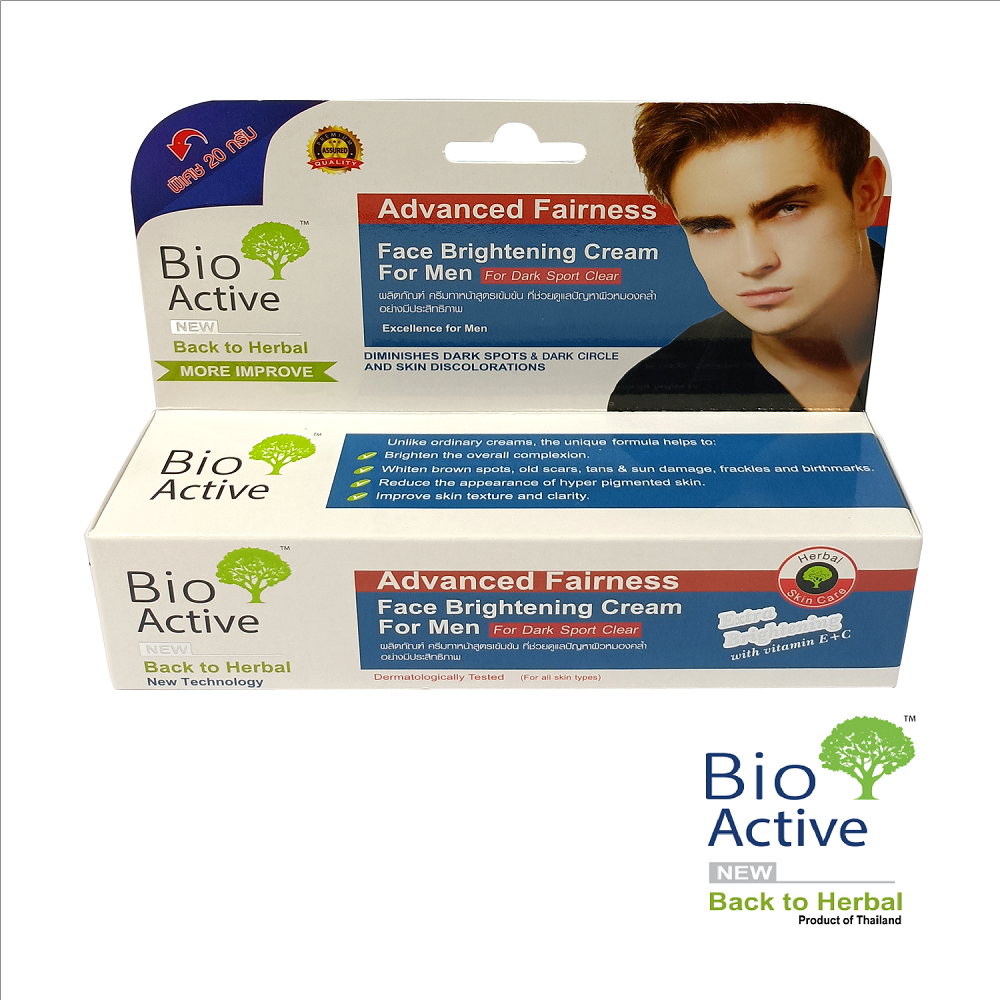 พิเศษ 20 กรัม
PREMIUM
ASSURED
QUALITY
Bio
Active
TM
NEW
Back to Herbal
MORE IMPROVE
Advanced Fairness
Face Brightening Cream
For Men For Dark Sport Clear
ผลิตภัณฑ์ ครีมทาหน้าสูตรเข้มข้น ที่ช่วยดูแลปัญหาผิวหมองคล้ำ
อย่างมีประสิทธิภาพ
Excellence for Men
DIMINISHES DARK SPOTS & DARK CIRCLE
AND SKIN DISCOLORATIONS
Bio
Active
TM
Unlike ordinary creams, the unique formula helps to:
Brighten the overall complexion.
Whiten brown spots, old scars, tans & sun damage, frackles and birthmarks.
Reduce the appearance of hyper pigmented skin.
Improve skin texture and clarity.
Bio
Active
TM
NEW
Back to Herbal
New Technology
Advanced Fairness
Face Brightening Cream
For Men For Dark Sport Clear
ผลิตภัณฑ์ ครีมทาหน้าสูตรเข้มข้น ที่ช่วยดูแลปัญหาผิวหมองคล้ำ
อย่างมีประสิทธิภาพ
Dermatologically Tested (For all skin types)
Herbal
Skin Care
Extra
Brightening
with vitamin E+C
Bio
Active
TM
NEW
Back to Herbal
Product of Thailand